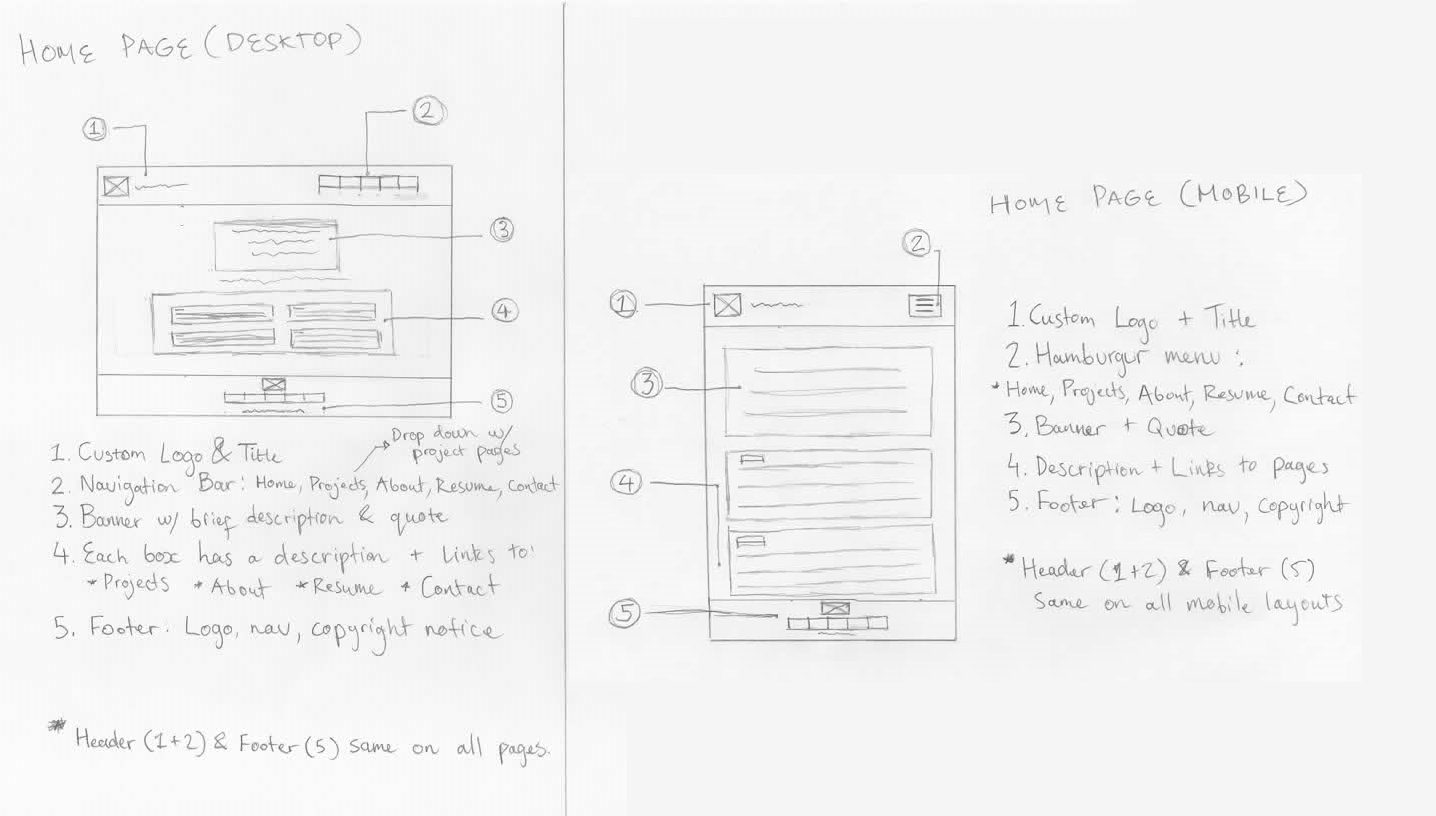 HOME PAGE (DESKTOP)
1
2
3
4
5
Drop down w/
project pages
1. Custom Logo & Title
2. Navigation Bar: Home, Projects, About, Resume, Contact
3. Banner w/ brief description & quote
4. Each box has a description + Links to:
* Projects * About * Resume * Contact
5. Footer. Logo, nav, copyright notice
* Header (1+2) & Footer (5) same on all pages.
HOME PAGE (MOBILE)
2
1
3
4
5
1. Custom Logo + Title
2. Hamburger menu :
* Home, Projects, About, Resume, Contact
3. Banner + Quote
4. Description + Links to pages
5. Footer: Logo, nav, copyright
* Header (1+2) & Footer (5)
same on all mobile layouts